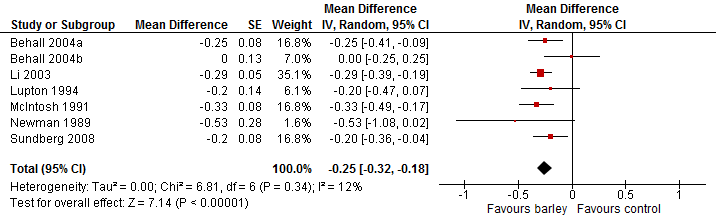 Mean Difference Mean Difference
Study or Subgroup Mean Difference SE Weight IV, Random, 95% CI IV, Random, 95% CI
Behall 2004a -0.25 0.08 16.8% -0.25 [-0.41, -0.09]
Behall 2004b 0 0.13 7.0% 0.00 [-0.25, 0.25]
Li 2003 -0.29 0.05 35.1% -0.29 [-0.39, -0.19]
Lupton 1994 -0.2 0.14 6.1% -0.20 [-0.47, 0.07]
McIntosh 1991 -0.33 0.08 16.8% -0.33 [-0.49, -0.17]
Newman 1989 -0.53 0.28 1.6% -0.53 [-1.08, 0.02]
Sundberg 2008 -0.2 0.08 16.8% -0.20 [-0.36, -0.04]
Total (95% CI) 100.0% -0.25 [-0.32, -0.18]
Heterogeneity: Tau² = 0.00; Chi² = 6.81, df = 6 (P = 0.34); I² = 12%
Test for overall effect: Z = 7.14 (P < 0.00001)
-1 -0.5 0 0.5 1
Favours barley Favours control